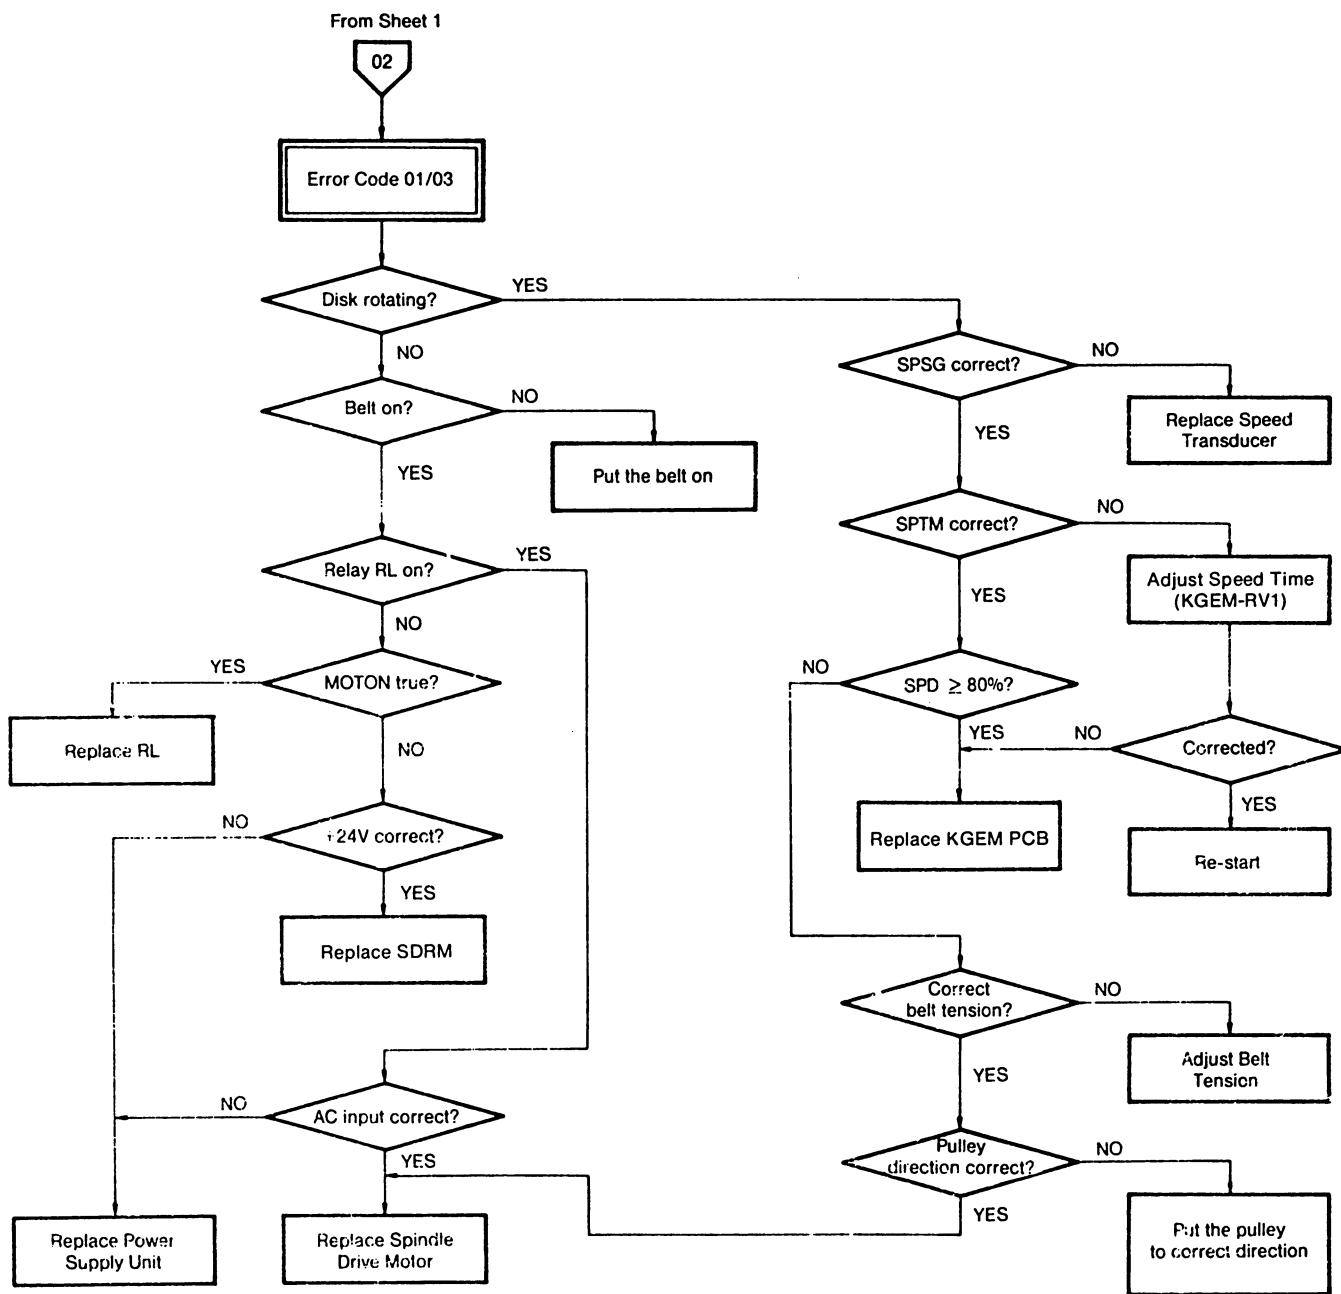 From Sheet 1
02
Error Code 01/03
Disk rotating?
YES
NO
SPSG correct?
NO
Belt on?
NO
Replace Speed
Transducer
YES
YES
Put the belt on
SPTM correct?
NO
Relay RL on?
YES
Adjust Speed Time
(KGEM-RV1)
YES
NO
YES
MOTON true?
NO
SPD ≥ 80%?
Replace RL
NO
YES
NO
Corrected?
YES
NO
+24V correct?
Replace KGEM PCB
Re-start
YES
Replace SDRM
Correct
belt tension?
NO
Adjust Belt
Tension
YES
NO
AC input correct?
YES
Pulley
direction correct?
NO
YES
Replace Power
Supply Unit
Replace Spindle
Drive Motor
Put the pulley
to correct direction